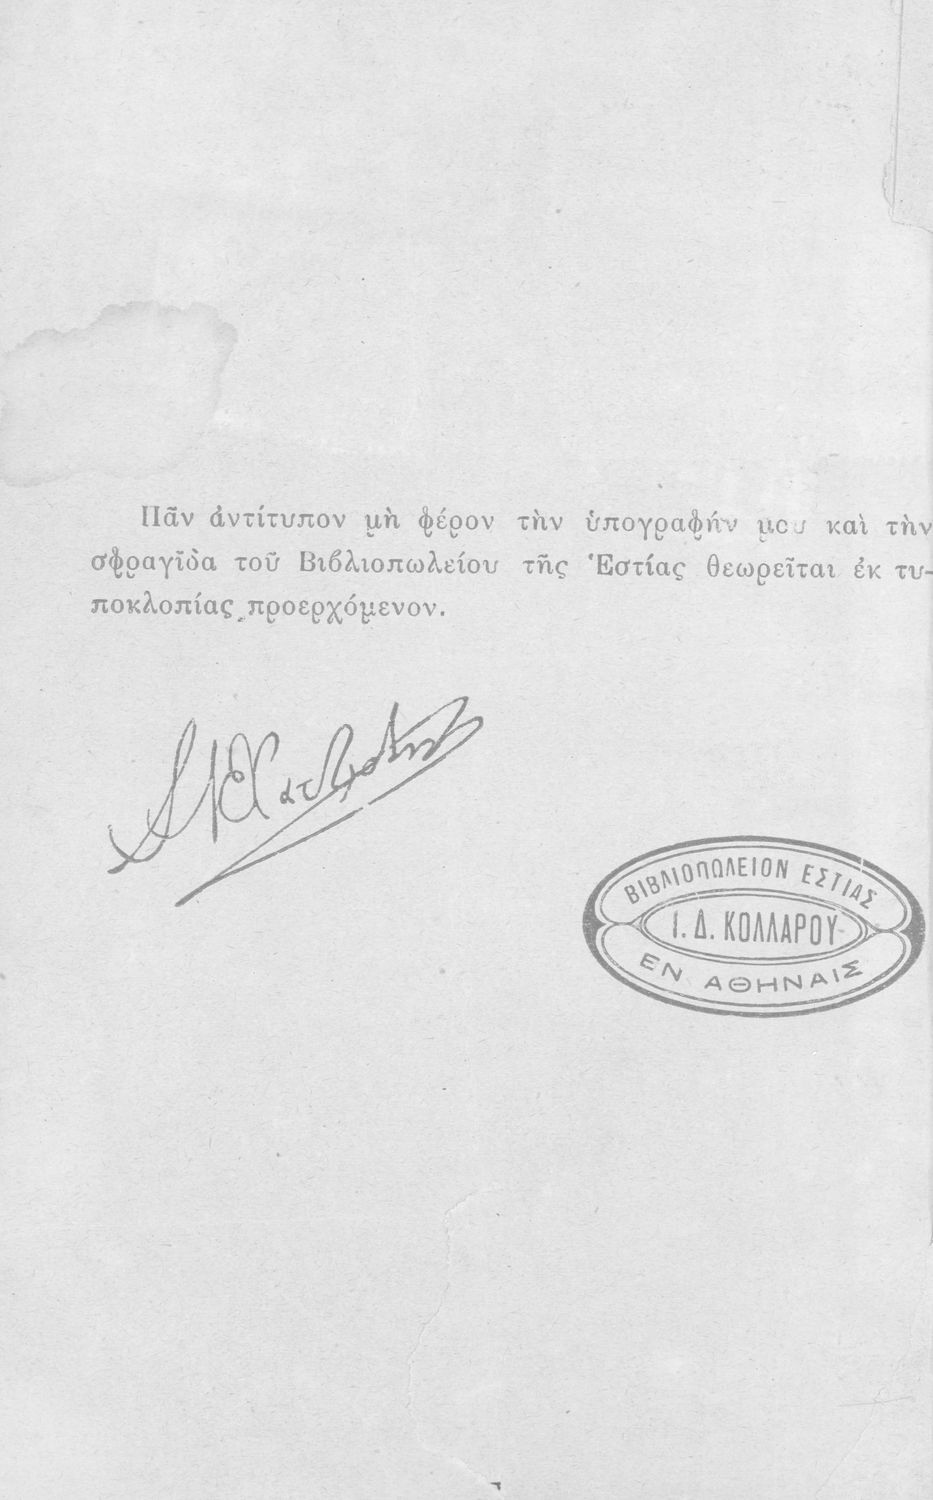 Πᾶν ἀντίτυπον μὴ φέρον τὴν ὑπογραφήν μου καὶ τὴν
σφραγῖδα τοῦ Βιβλιοπωλείου τῆς Ἑστίας θεωρεῖται ἐκ τυ-
ποκλοπίας προερχόμενον.
ΒΙΒΛΙΟΠΩΛΕΙΟΝ ΕΣΤΙΑΣ
Ι. Δ. ΚΟΛΛΑΡΟΥ
ΕΝ ΑΘΗΝΑΙΣ